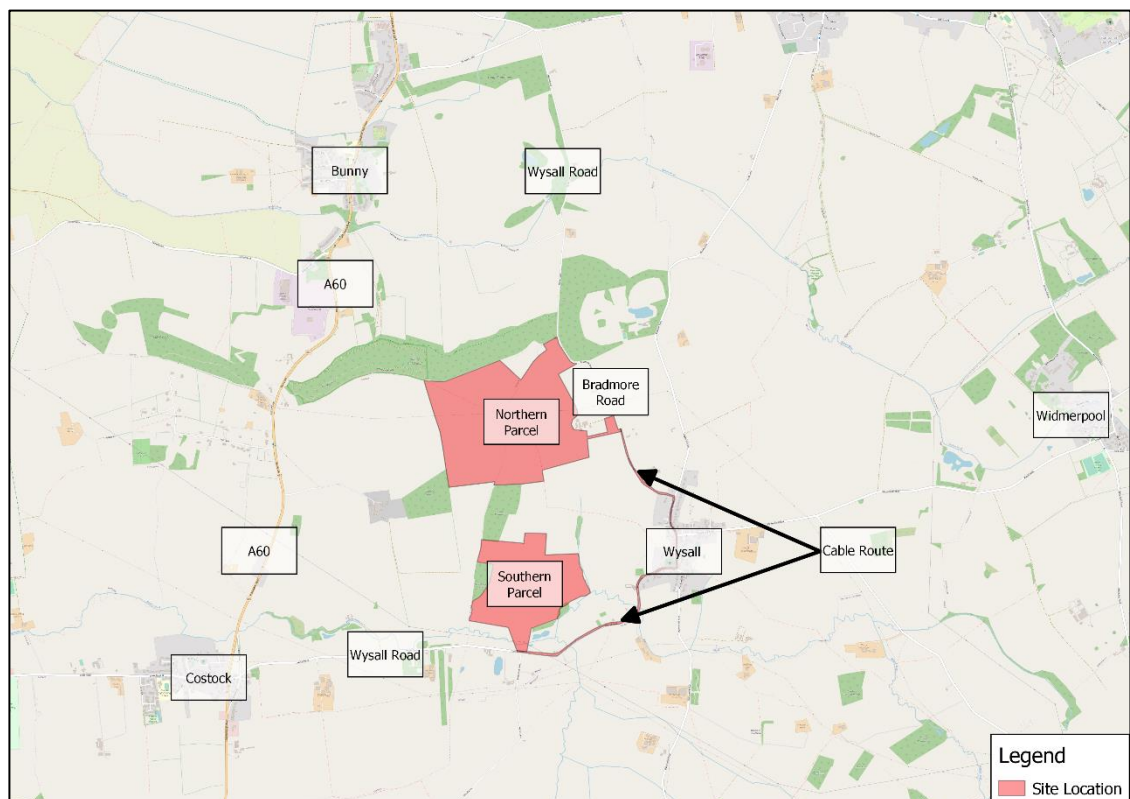 Bunny
Wysall Road
A60
Bradmore
Road
Northern
Parcel
Widmerpool
A60
Wysall
Cable Route
Southern
Parcel
Wysall Road
Costock
Legend
Site Location